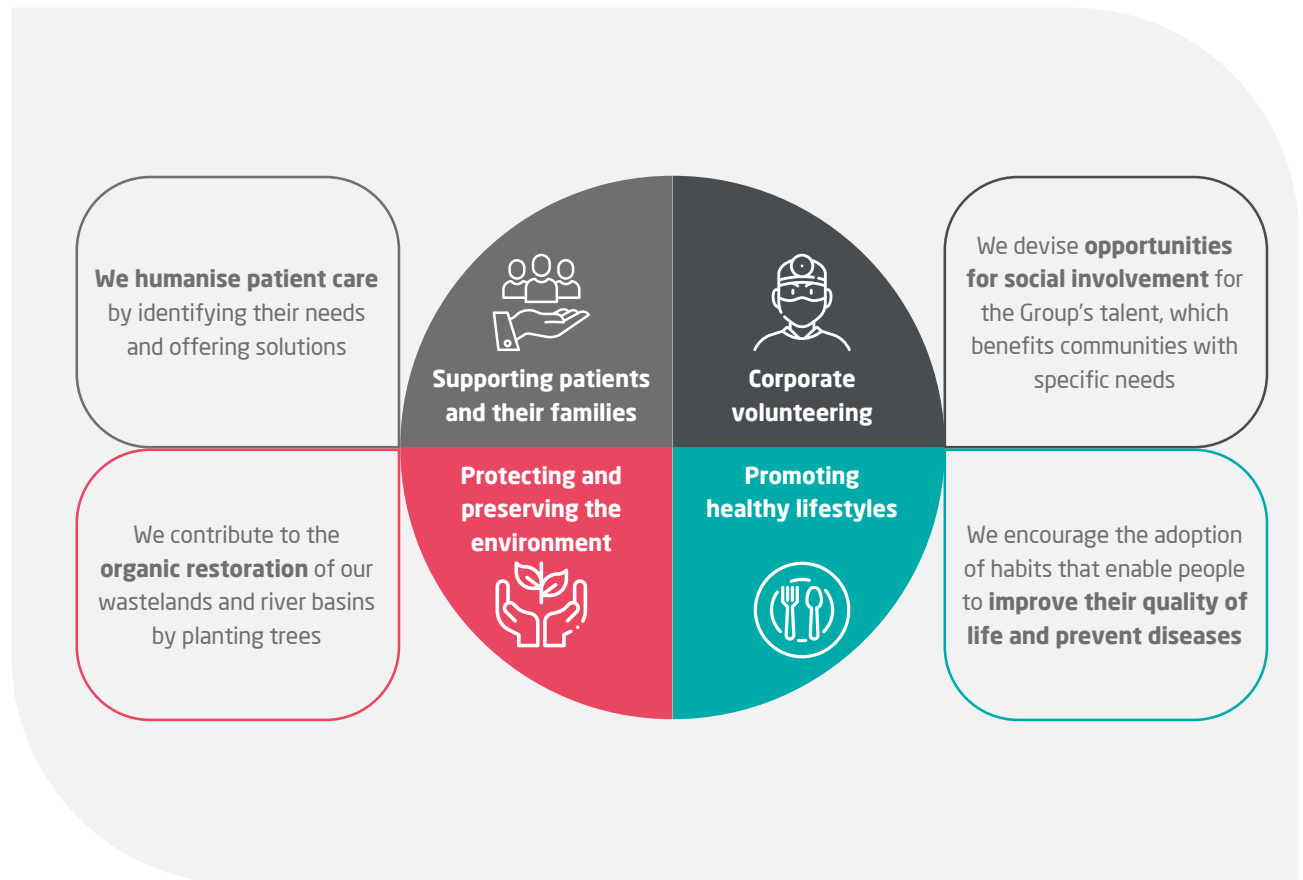 We humanise patient care
by identifying their needs
and offering solutions
Supporting patients
and their families
Corporate
volunteering
We devise opportunities
for social involvement for
the Group's talent, which
benefits communities with
specific needs
We contribute to the
organic restoration of our
wastelands and river basins
by planting trees
Protecting and
preserving the
environment
Promoting
healthy lifestyles
We encourage the adoption
of habits that enable people
to improve their quality of
life and prevent diseases